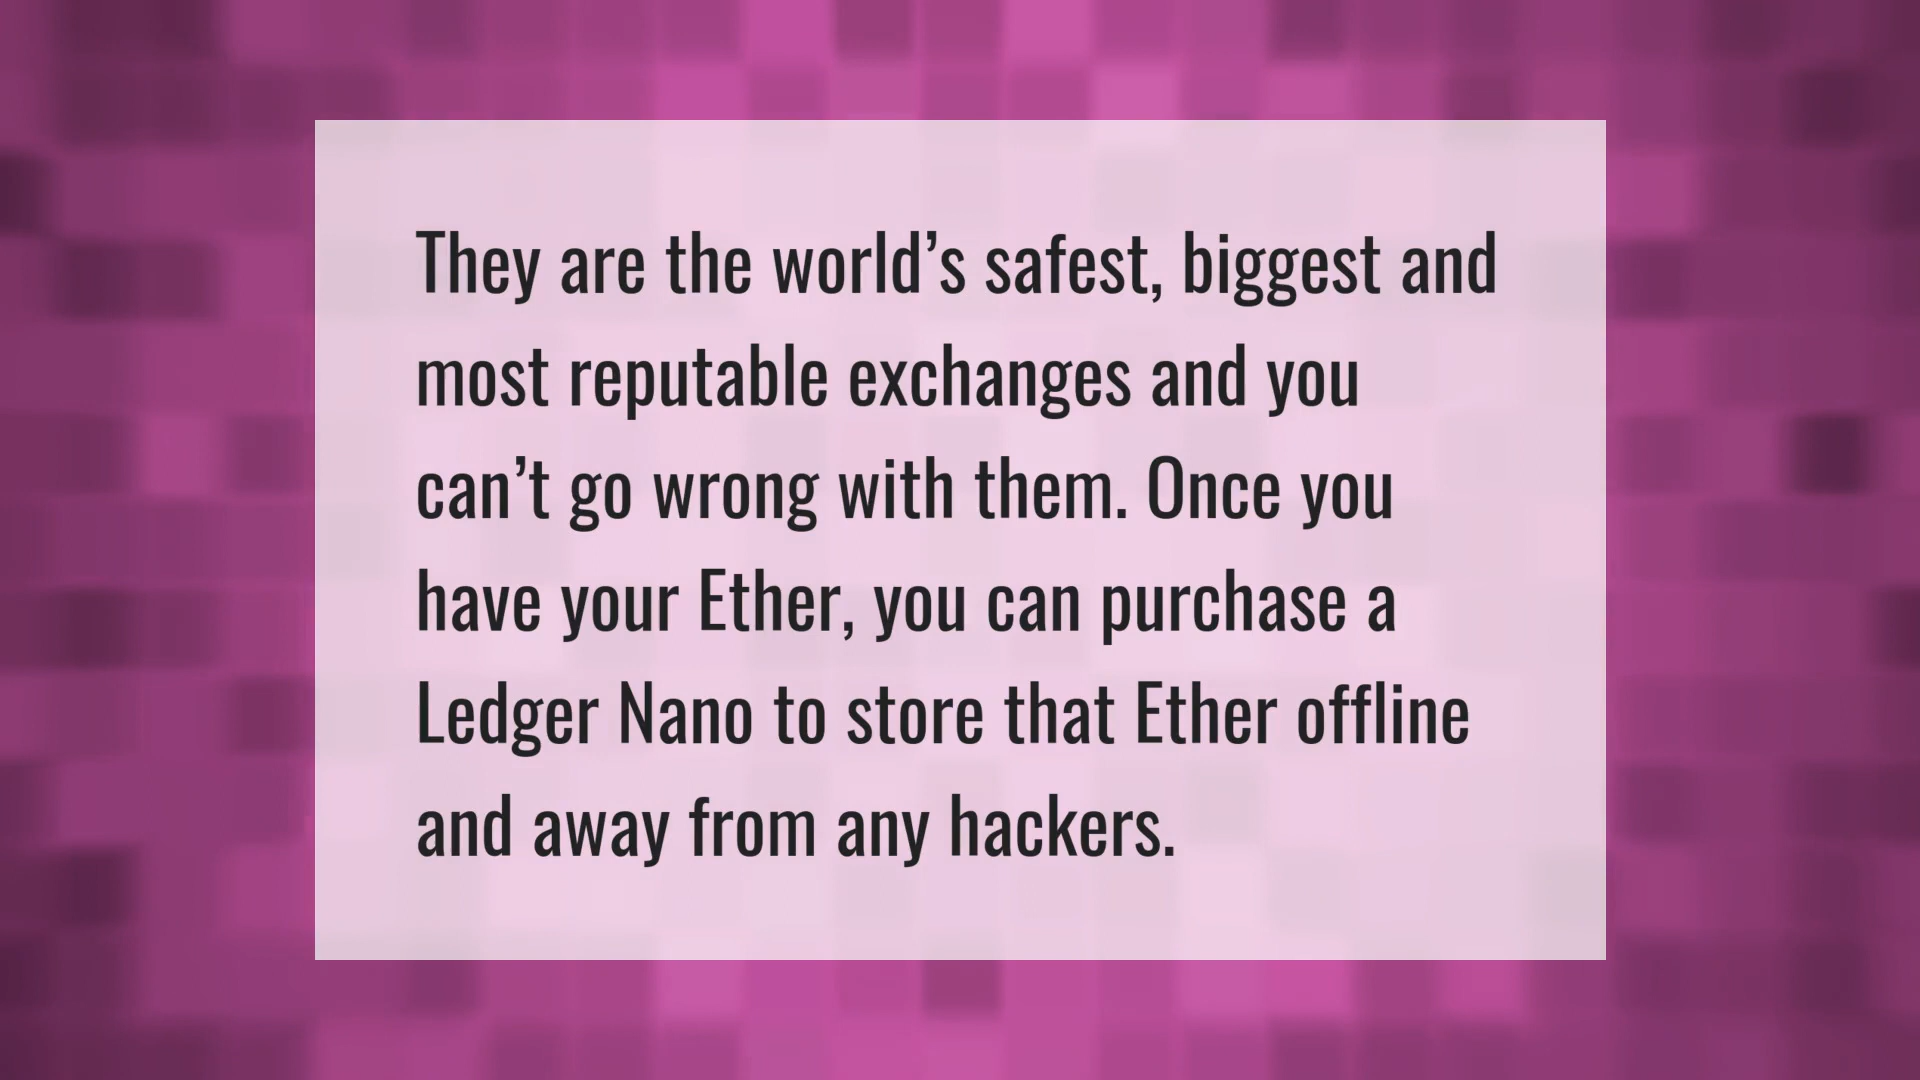 They are the world’s safest, biggest and
most reputable exchanges and you
can’t go wrong with them. Once you
have your Ether, you can purchase a
Ledger Nano to store that Ether offline
and away from any hackers.